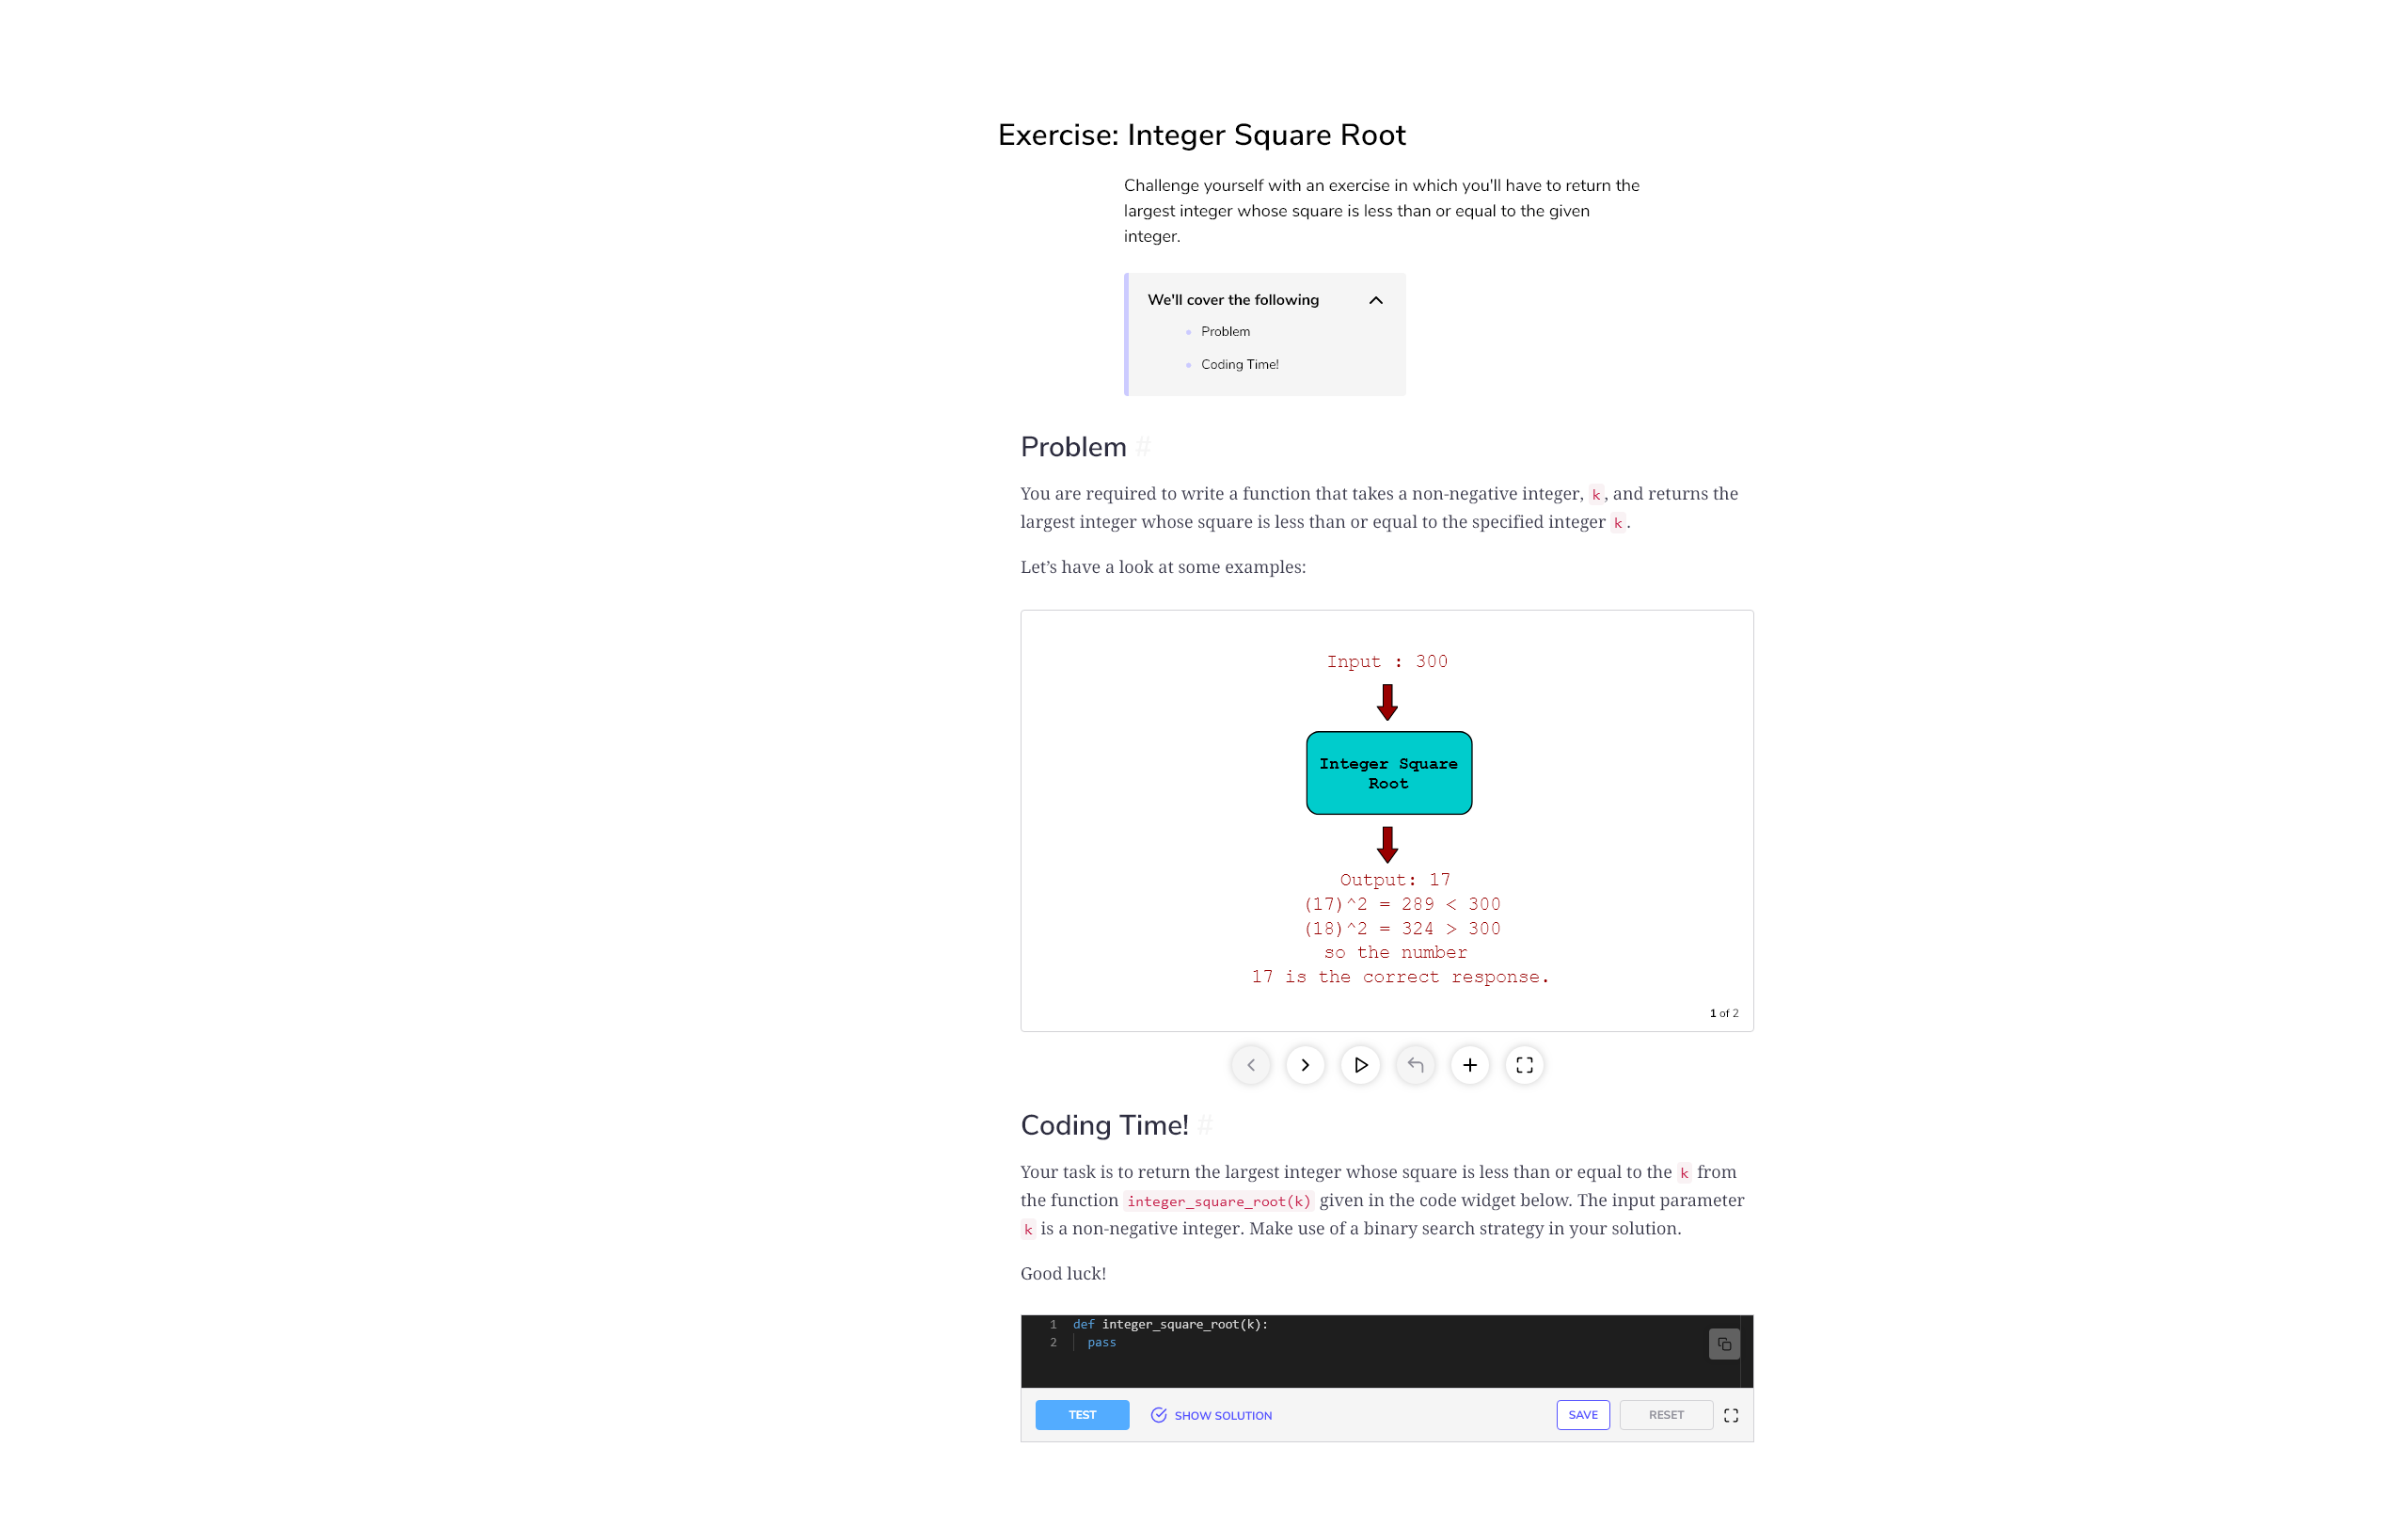 Exercise: Integer Square Root
Challenge yourself with an exercise in which you'll have to return the
largest integer whose square is less than or equal to the given
integer.
We'll cover the following
Problem
Coding Time!
Problem #
You are required to write a function that takes a non-negative integer, k, and returns the
largest integer whose square is less than or equal to the specified integer k.
Let’s have a look at some examples:
Input : 300
Integer Square
Root
Output: 17
(17)^2 = 289 < 300
(18)^2 = 324 > 300
so the number
17 is the correct response.
1 of 2
Coding Time! #
Your task is to return the largest integer whose square is less than or equal to the k from
the function integer_square_root(k) given in the code widget below. The input parameter
k is a non-negative integer. Make use of a binary search strategy in your solution.
Good luck!
1 def integer_square_root(k):
2 pass
TEST SHOW SOLUTION SAVE RESET